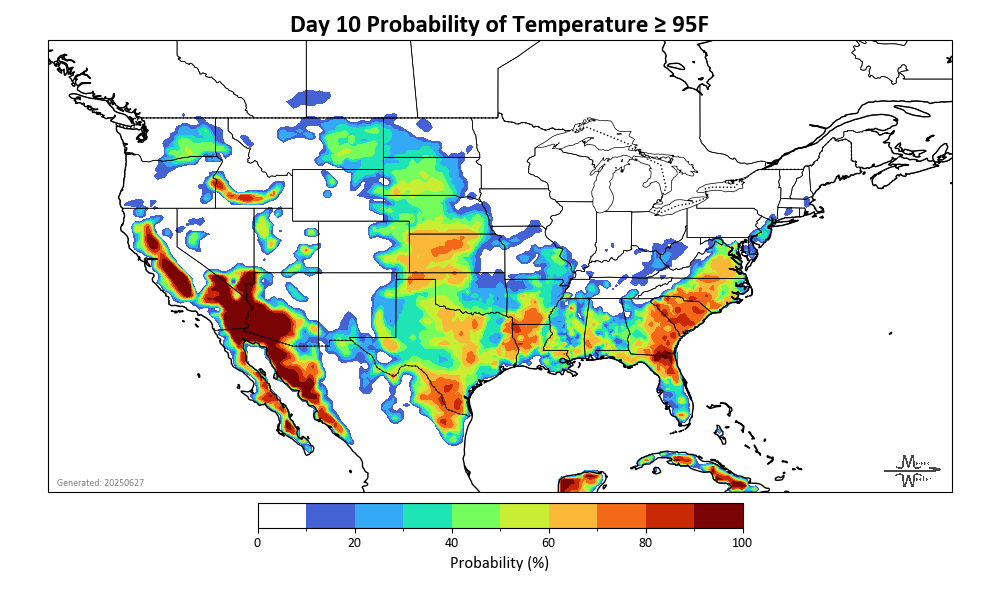 Day 10 Probability of Temperature ≥ 95F
Generated: 20250627
0 20 40 60 80 100
Probability (%)